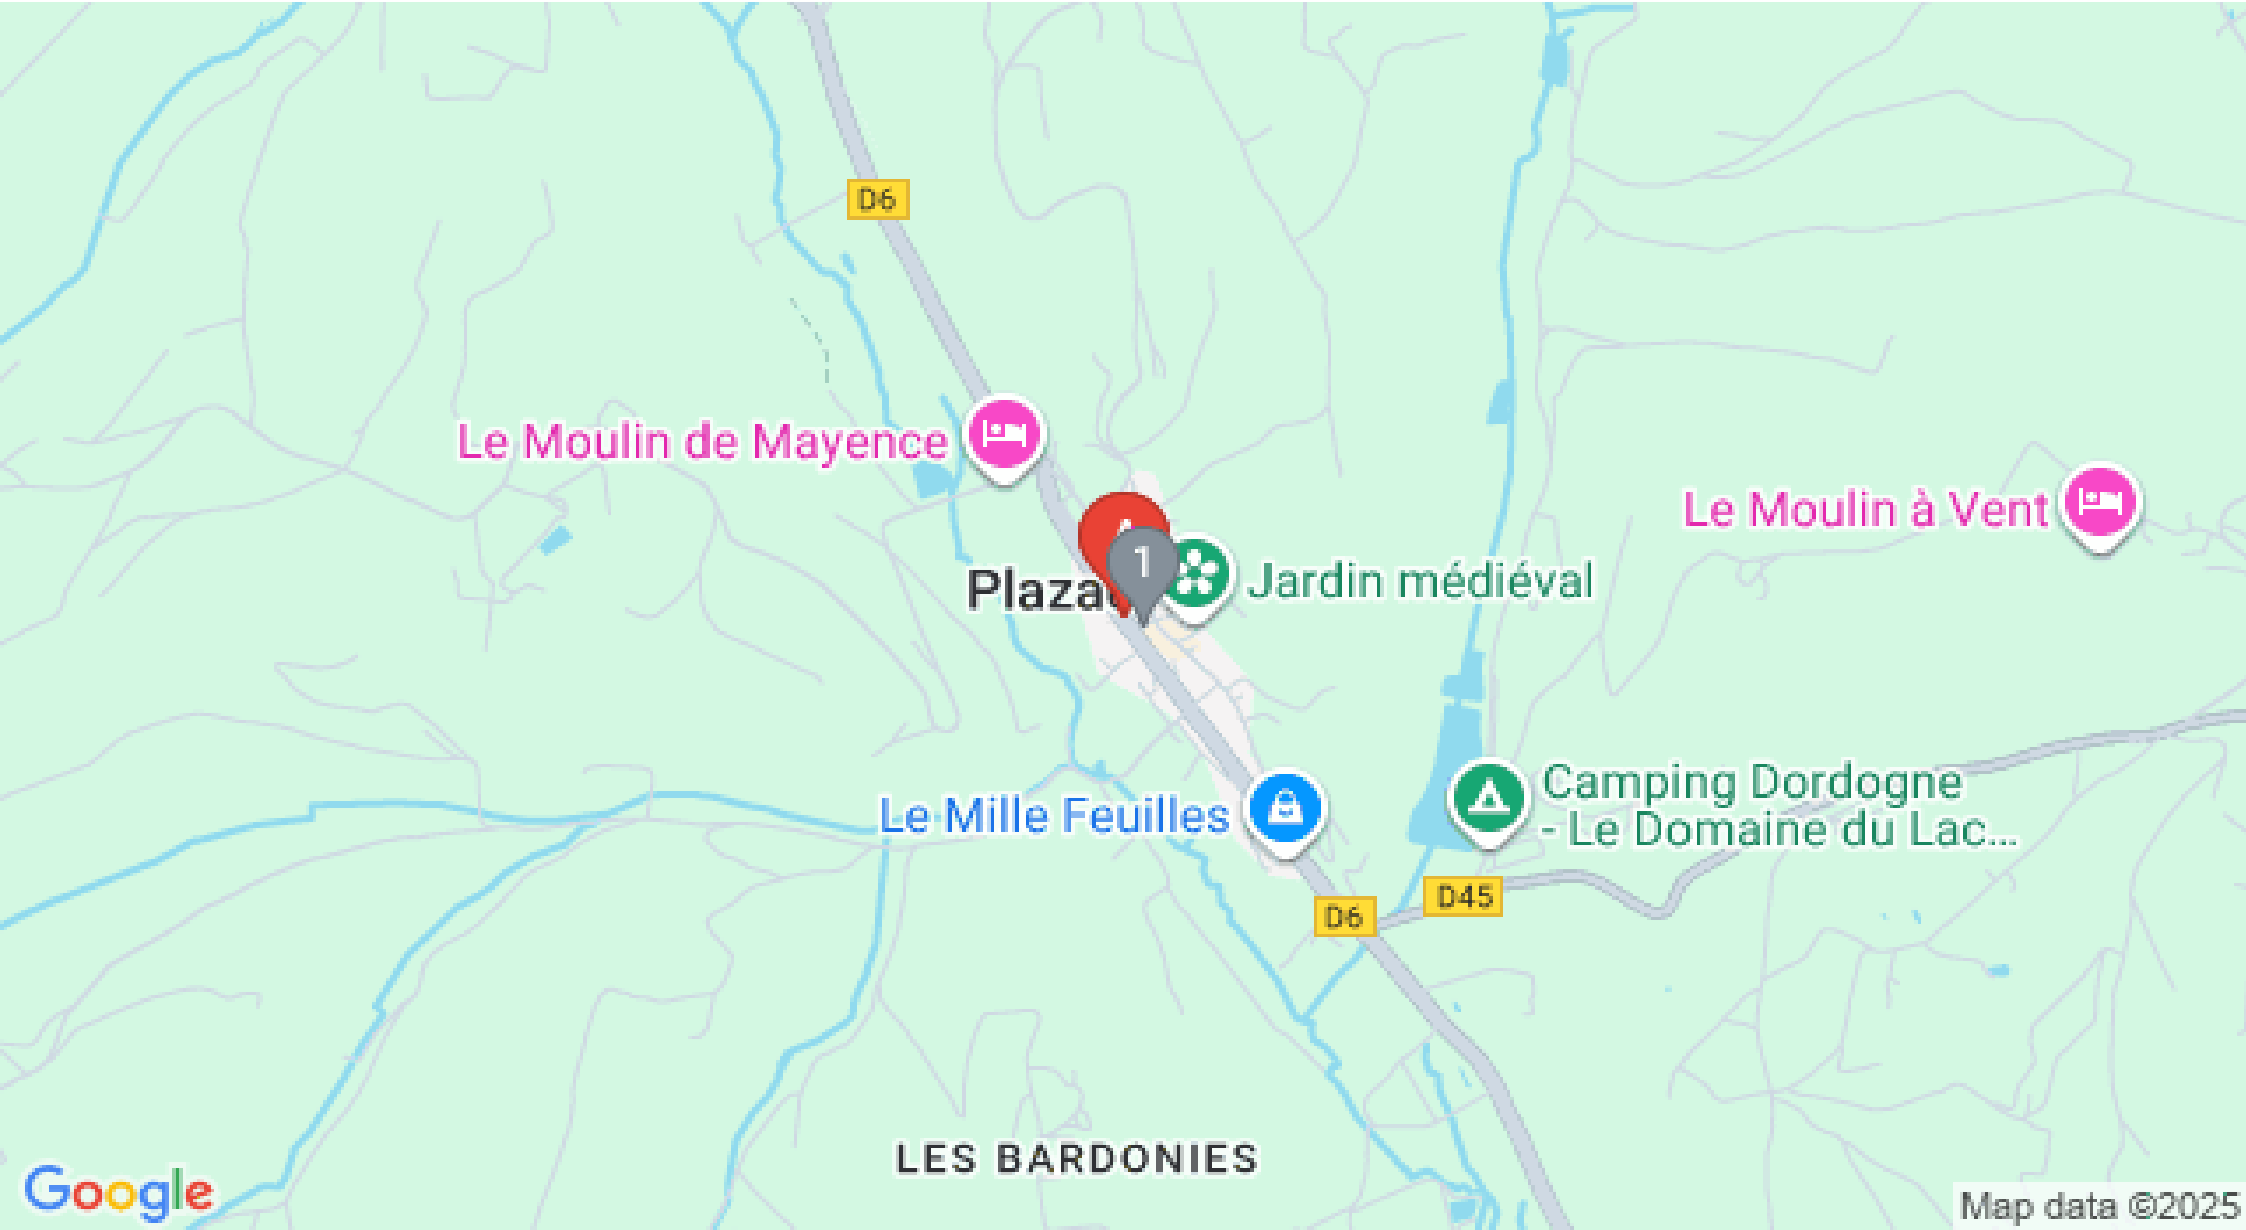 D6
Le Moulin de Mayence
Le Moulin à Vent
1
Jardin médiéval
Camping Dordogne
- Le Domaine du Lac...
Le Mille Feuilles
D45
D6
LES BARDONIES
Google
Map data ©2025